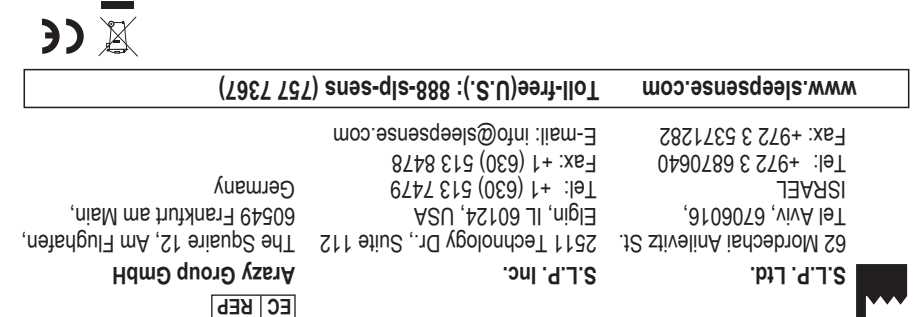 EC REP
S.L.P. Ltd.
62 Mordechai Anilevitz St.
Tel Aviv, 6706016,
ISRAEL
Tel: +972 3 6870640
Fax: +972 3 5371282
S.L.P. Inc.
2511 Technology Dr., Suite 112
Elgin, IL 60124, USA
Tel: +1 (630) 513 7479
Fax: +1 (630) 513 8478
E-mail: info@sleepsense.com
Arazy Group GmbH
The Squaire 12, Am Flughafen,
60549 Frankfurt am Main,
Germany
www.sleepsense.com Toll-free(U.S.): 888-slp-sens (757 7367)
CE